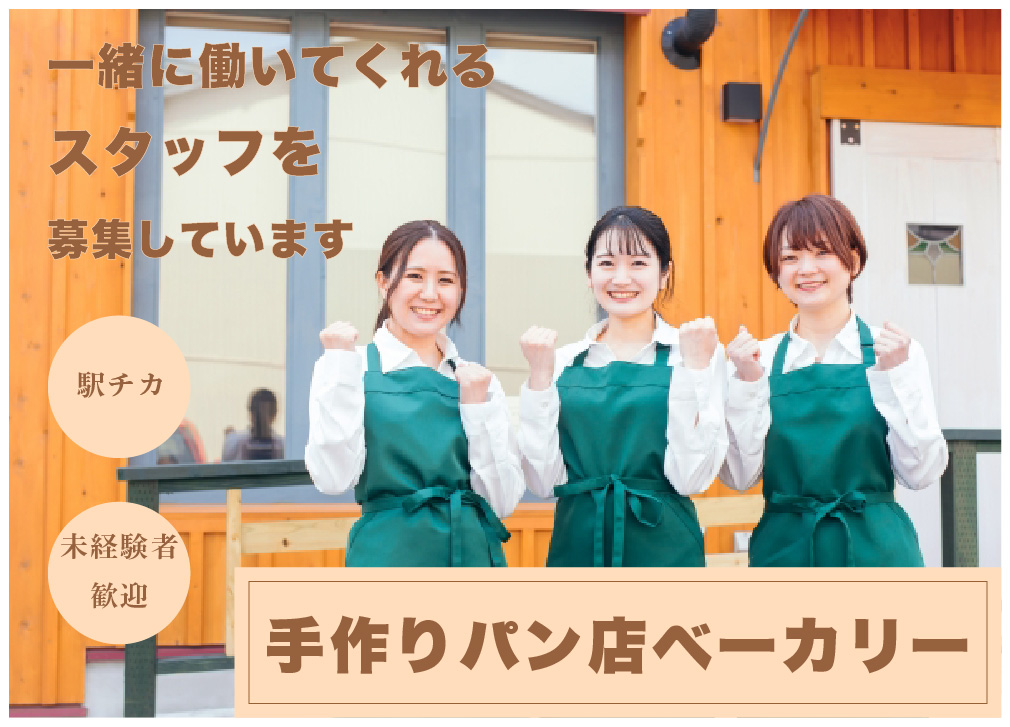 一緒に働いてくれる
スタッフを
募集しています
駅チカ
未経験者
歓迎
手作りパン店ベーカリー